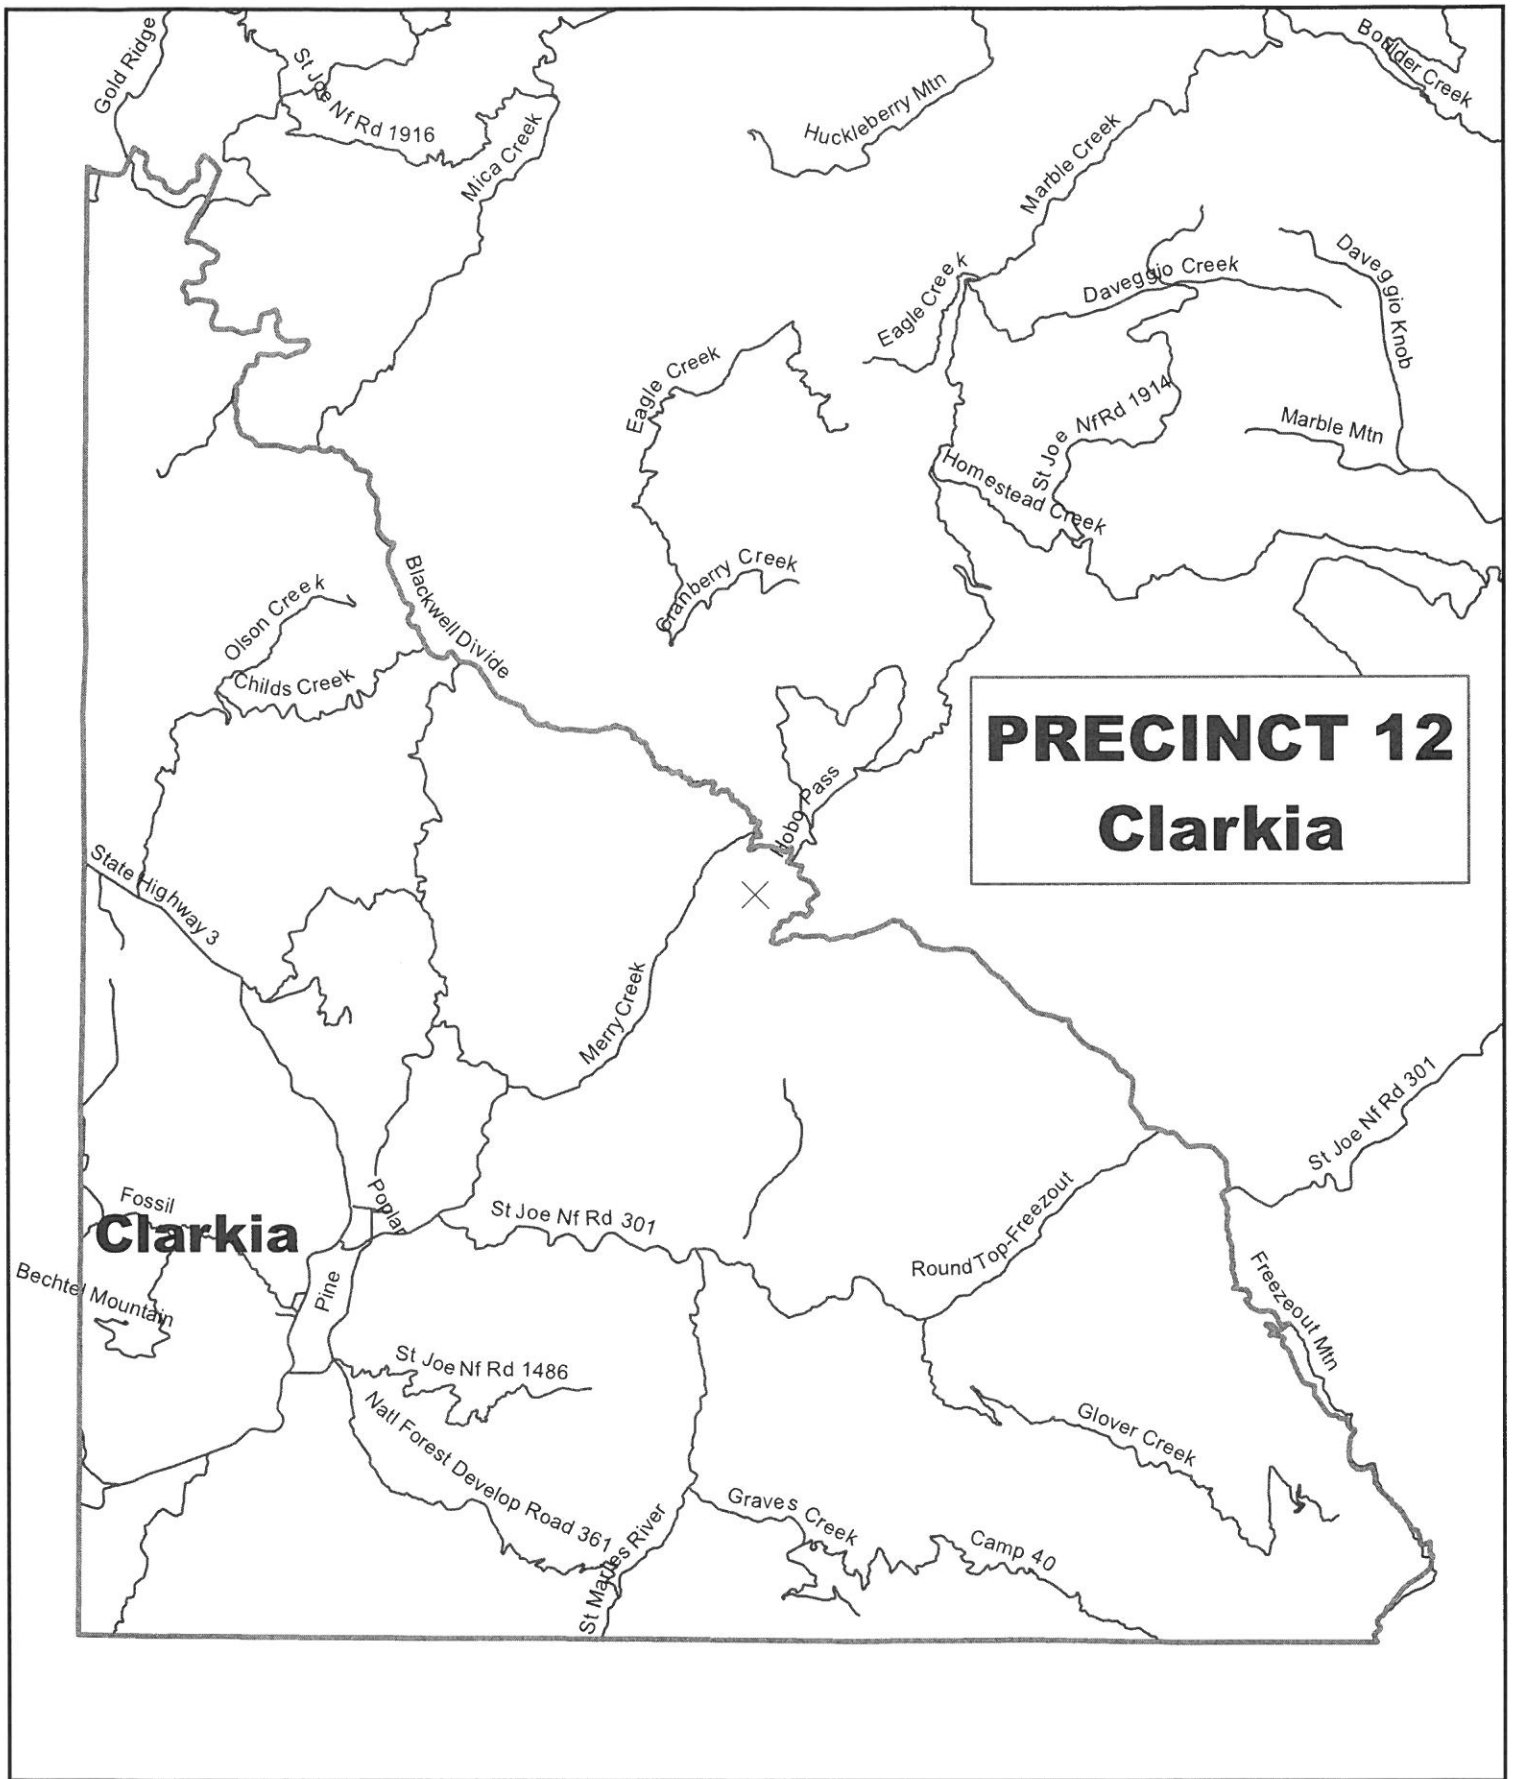 Gold Ridge
St Joe Nf Rd 1916
Mica Creek
Huckleberry Mtn
Boulder Creek
Marble Creek
Eagle Creek
Daveggio Creek
Daveggio Knob
Eagle Creek
St Joe Nf Rd 1914
Marble Mtn
Homestead Creek
Cranberry Creek
Blackwell Divide
Olson Creek
Childs Creek
PRECINCT 12
Clarkia
Hobo Pass
State Highway 3
Merry Creek
St Joe Nf Rd 301
Poplar
Fossil
Clarkia
St Joe Nf Rd 301
Round Top-Freezout
Bechtel Mountain
Pine
Freezeout Mtn
St Joe Nf Rd 1486
Natl Forest Develop Road 361
Glover Creek
Graves Creek
St Maries River
Camp 40